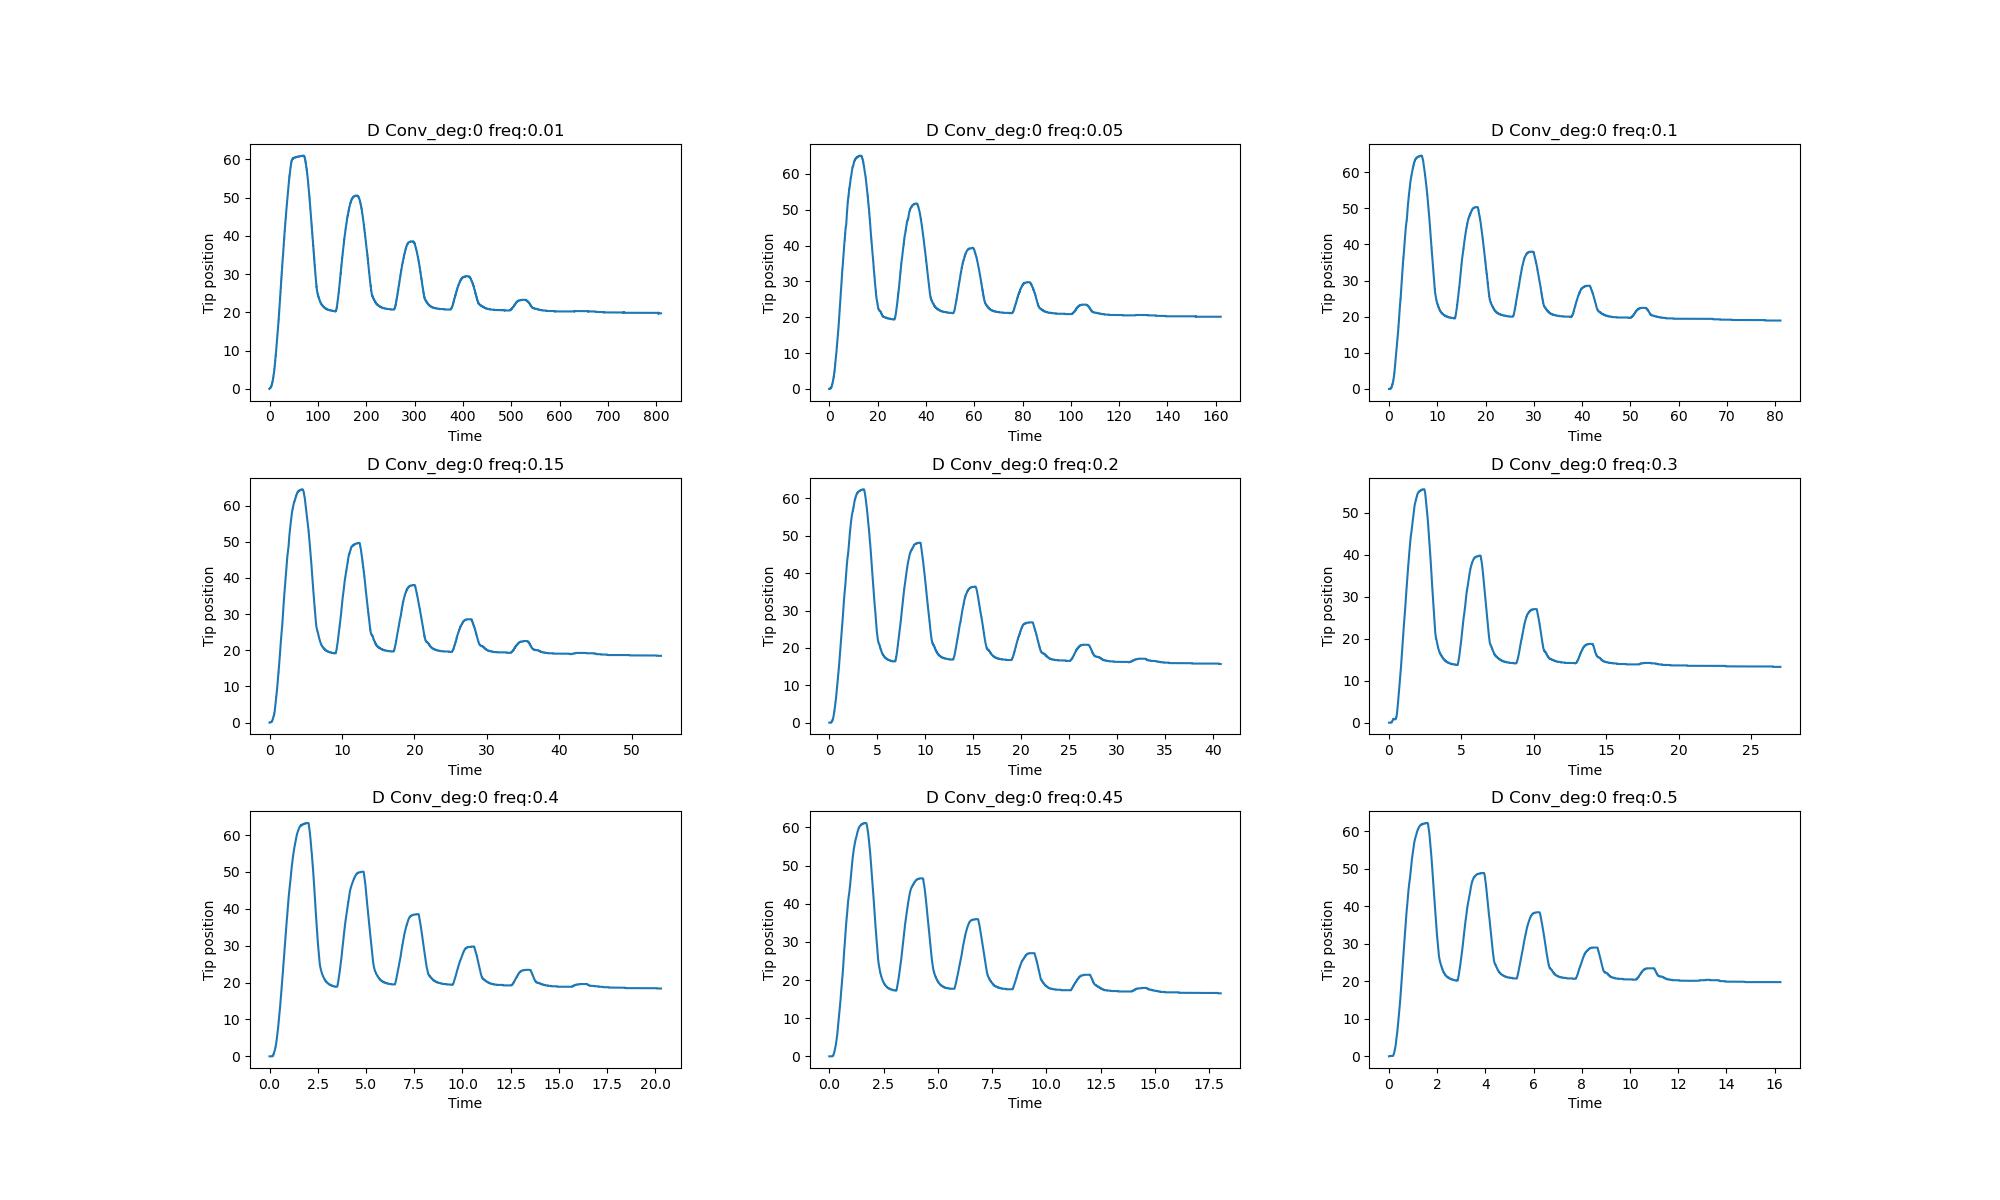 D Conv_deg:0 freq:0.01
D Conv_deg:0 freq:0.05
D Conv_deg:0 freq:0.1
60
50
40
30
20
10
0
Tip position
0 100 200 300 400 500 600 700 800
Time
60
50
40
30
20
10
0
Tip position
0 20 40 60 80 100 120 140 160
Time
60
50
40
30
20
10
0
Tip position
0 10 20 30 40 50 60 70 80
Time
D Conv_deg:0 freq:0.15
D Conv_deg:0 freq:0.2
D Conv_deg:0 freq:0.3
60
50
40
30
20
10
0
Tip position
0 10 20 30 40 50
Time
60
50
40
30
20
10
0
Tip position
0 5 10 15 20 25 30 35 40
Time
50
40
30
20
10
0
Tip position
0 5 10 15 20 25
Time
D Conv_deg:0 freq:0.4
D Conv_deg:0 freq:0.45
D Conv_deg:0 freq:0.5
60
50
40
30
20
10
0
Tip position
0.0 2.5 5.0 7.5 10.0 12.5 15.0 17.5 20.0
Time
60
50
40
30
20
10
0
Tip position
0.0 2.5 5.0 7.5 10.0 12.5 15.0 17.5
Time
60
50
40
30
20
10
0
Tip position
0 2 4 6 8 10 12 14 16
Time